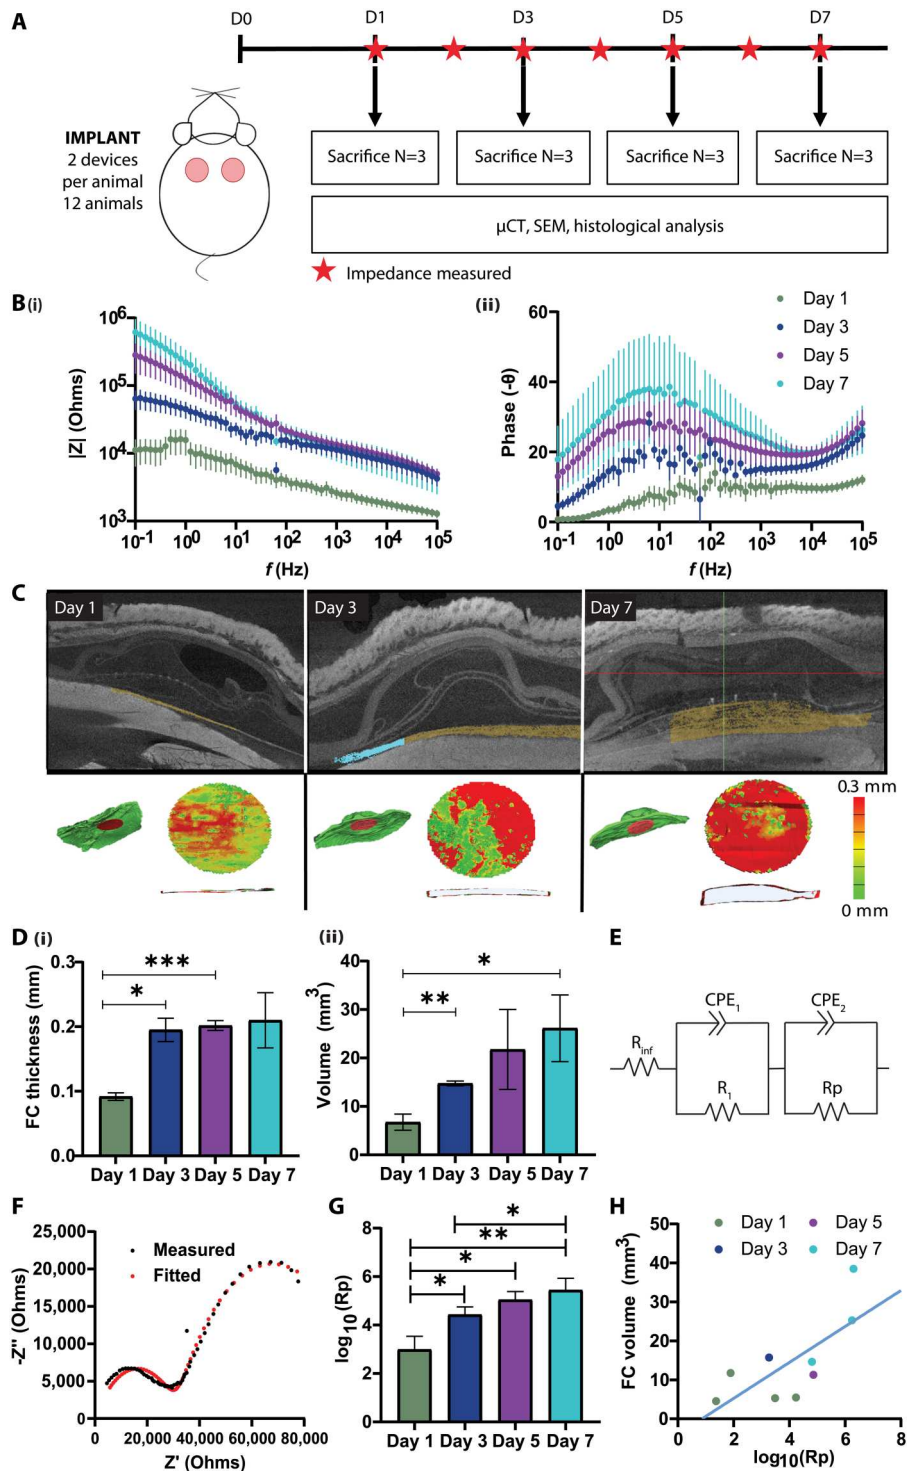 A
D0
D1
D3
D5
D7
IMPLANT
2 devices
per animal
12 animals
Sacrifice N=3
Sacrifice N=3
Sacrifice N=3
Sacrifice N=3
µCT, SEM, histological analysis
Impedance measured
B (i)
10⁶
10⁵
10⁴
10³
|Z| (Ohms)
10⁻¹
10⁰
10¹
10²
10³
10⁴
10⁵
f (Hz)
(ii)
Day 1
Day 3
Day 5
Day 7
60
40
20
0
Phase (-θ)
10⁻¹
10⁰
10¹
10²
10³
10⁴
10⁵
f (Hz)
C
Day 1
Day 3
Day 7
0.3 mm
0 mm
D (i)
***
*
0.3
0.2
0.1
0.0
FC thickness (mm)
Day 1 Day 3 Day 5 Day 7
(ii)
*
**
40
30
20
10
0
Volume (mm³)
Day 1 Day 3 Day 5 Day 7
E
CPE₁
CPE₂
R_inf
R₁
Rp
F
25,000
20,000
15,000
10,000
5,000
0
-Z" (Ohms)
Measured
Fitted
0
20,000
40,000
60,000
80,000
Z' (Ohms)
G
*
**
*
*
8
6
4
2
0
log₁₀(Rp)
Day 1 Day 3 Day 5 Day 7
H
Day 1
Day 5
Day 3
Day 7
50
40
30
20
10
0
FC volume (mm³)
0
2
4
6
8
log₁₀(Rp)